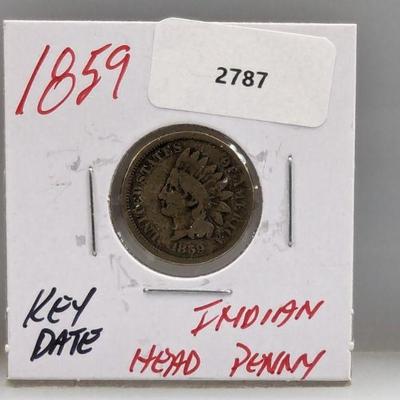 1859
2787
UNITED STATES OF AMERICA
1859
KEY
DATE
INDIAN
HEAD PENNY